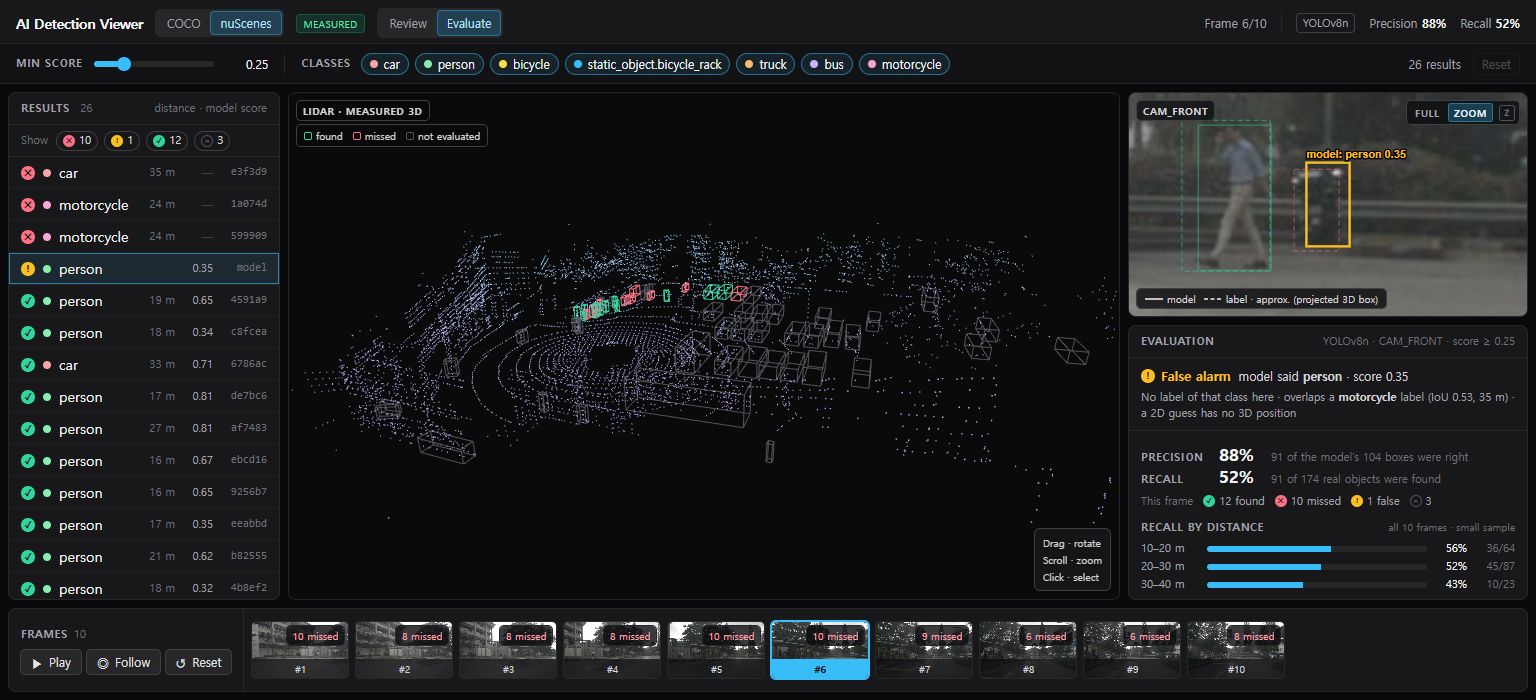 AI Detection Viewer COCO nuScenes MEASURED Review Evaluate Frame 6/10 YOLOv8n Precision 88% Recall 52%
MIN SCORE 0.25 CLASSES car person bicycle static_object.bicycle_rack truck bus motorcycle 26 results Reset
RESULTS 26 distance · model score
Show 10 1 12 3
car 35 m — e3f3d9
motorcycle 24 m — 1a074d
motorcycle 24 m — 599909
person 0.35 model
person 19 m 0.65 4591a9
person 18 m 0.34 c8fcea
car 33 m 0.71 6786ac
person 17 m 0.81 de7bc6
person 27 m 0.81 af7483
person 16 m 0.67 ebcd16
person 16 m 0.65 9256b7
person 17 m 0.35 eeabbd
person 21 m 0.62 b82555
person 18 m 0.32 4b8ef2
LIDAR · MEASURED 3D
found missed not evaluated
Drag · rotate
Scroll · zoom
Click · select
CAM_FRONT FULL ZOOM Z
model: person 0.35
model label · approx. (projected 3D box)
EVALUATION YOLOv8n · CAM_FRONT · score ≥ 0.25
False alarm model said person · score 0.35
No label of that class here · overlaps a motorcycle label (IoU 0.53, 35 m) ·
a 2D guess has no 3D position
PRECISION 88% 91 of the model's 104 boxes were right
RECALL 52% 91 of 174 real objects were found
This frame 12 found 10 missed 1 false 3
RECALL BY DISTANCE all 10 frames · small sample
10–20 m 56% 36/64
20–30 m 52% 45/87
30–40 m 43% 10/23
FRAMES 10
Play Follow Reset
10 missed #1
8 missed #2
8 missed #3
8 missed #4
10 missed #5
10 missed #6
9 missed #7
6 missed #8
6 missed #9
8 missed #10